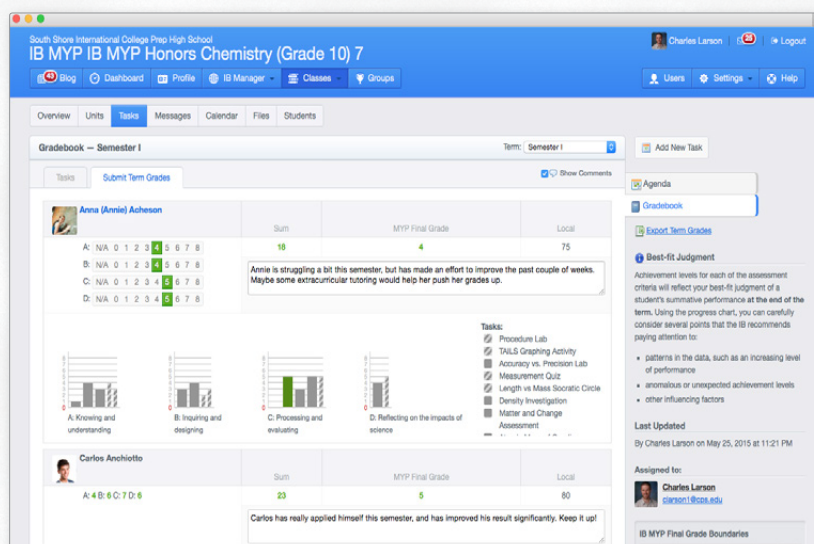 South Shore International College Prep High School
IB MYP IB MYP Honors Chemistry (Grade 10) 7
Charles Larson
Logout
43 Blog
Dashboard
Profile
IB Manager
Classes
Groups
Users
Settings
Help
Overview
Units
Tasks
Messages
Calendar
Files
Students
Gradebook — Semester I
Term: Semester I
Add New Task
Tasks
Submit Term Grades
Show Comments
Agenda
Gradebook
Export Term Grades
Anna (Annie) Acheson
Sum
MYP Final Grade
Local
18
4
75
A: N/A 0 1 2 3 4 5 6 7 8
B: N/A 0 1 2 3 4 5 6 7 8
C: N/A 0 1 2 3 4 5 6 7 8
D: N/A 0 1 2 3 4 5 6 7 8
Annie is struggling a bit this semester, but has made an effort to improve the past couple of weeks.
Maybe some extracurricular tutoring would help her push her grades up.
Best-fit Judgment
Achievement levels for each of the assessment
criteria will reflect your best-fit judgment of a
student's summative performance at the end of the
term. Using the progress chart, you can carefully
consider several points that the IB recommends
paying attention to:
patterns in the data, such as an increasing level
of performance
anomalous or unexpected achievement levels
other influencing factors
Tasks:
Procedure Lab
TAILS Graphing Activity
Accuracy vs. Precision Lab
Measurement Quiz
Length vs Mass Socratic Circle
Density Investigation
Matter and Change
Assessment
A: Knowing and
understanding
B: Inquiring and
designing
C: Processing and
evaluating
D: Reflecting on the impacts of
science
Last Updated
By Charles Larson on May 25, 2015 at 11:21 PM
Assigned to:
Charles Larson
clarson1@cps.edu
Carlos Anchiotto
Sum
MYP Final Grade
Local
A: 4 B: 6 C: 7 D: 6
23
5
80
Carlos has really applied himself this semester, and has improved his result significantly. Keep it up!
IB MYP Final Grade Boundaries